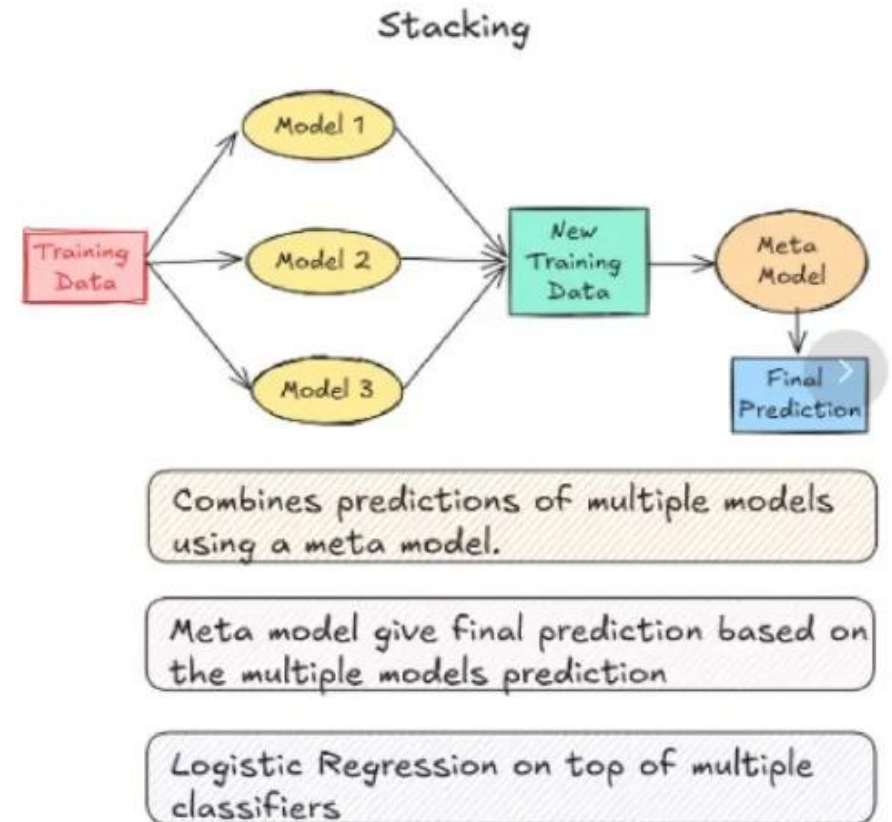 Stacking
Model 1
Training
Data
Model 2
Model 3
New
Training
Data
Meta
Model
Final
Prediction
Combines predictions of multiple models
using a meta model.
Meta model give final prediction based on
the multiple models prediction
Logistic Regression on top of multiple
classifiers